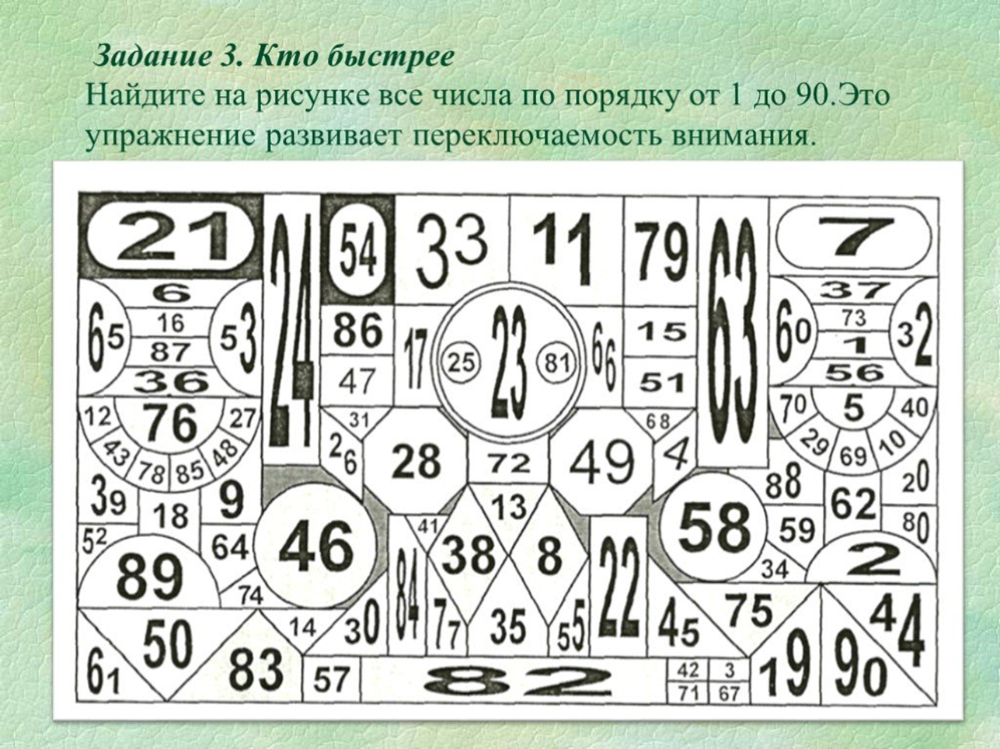 Задание 3. Кто быстрее
Найдите на рисунке все числа по порядку от 1 до 90.Это
упражнение развивает переключаемость внимания.
21 24 54 33 11 79 63 7
6 37
65 16 53 86 17 25 23 81 66 15 60 73 32
87 1
36 47 51 56
12 76 27 31 68 70 5 40
43 78 85 48 26 28 72 49 4 29 69 10
39 18 9 13 88 62 20
52 64 46 41 38 8 22 58 59 80
89 84 34 2
74 75 44
50 14 30 77 35 55 45
61 83 57 82 42 3 19 90
71 67